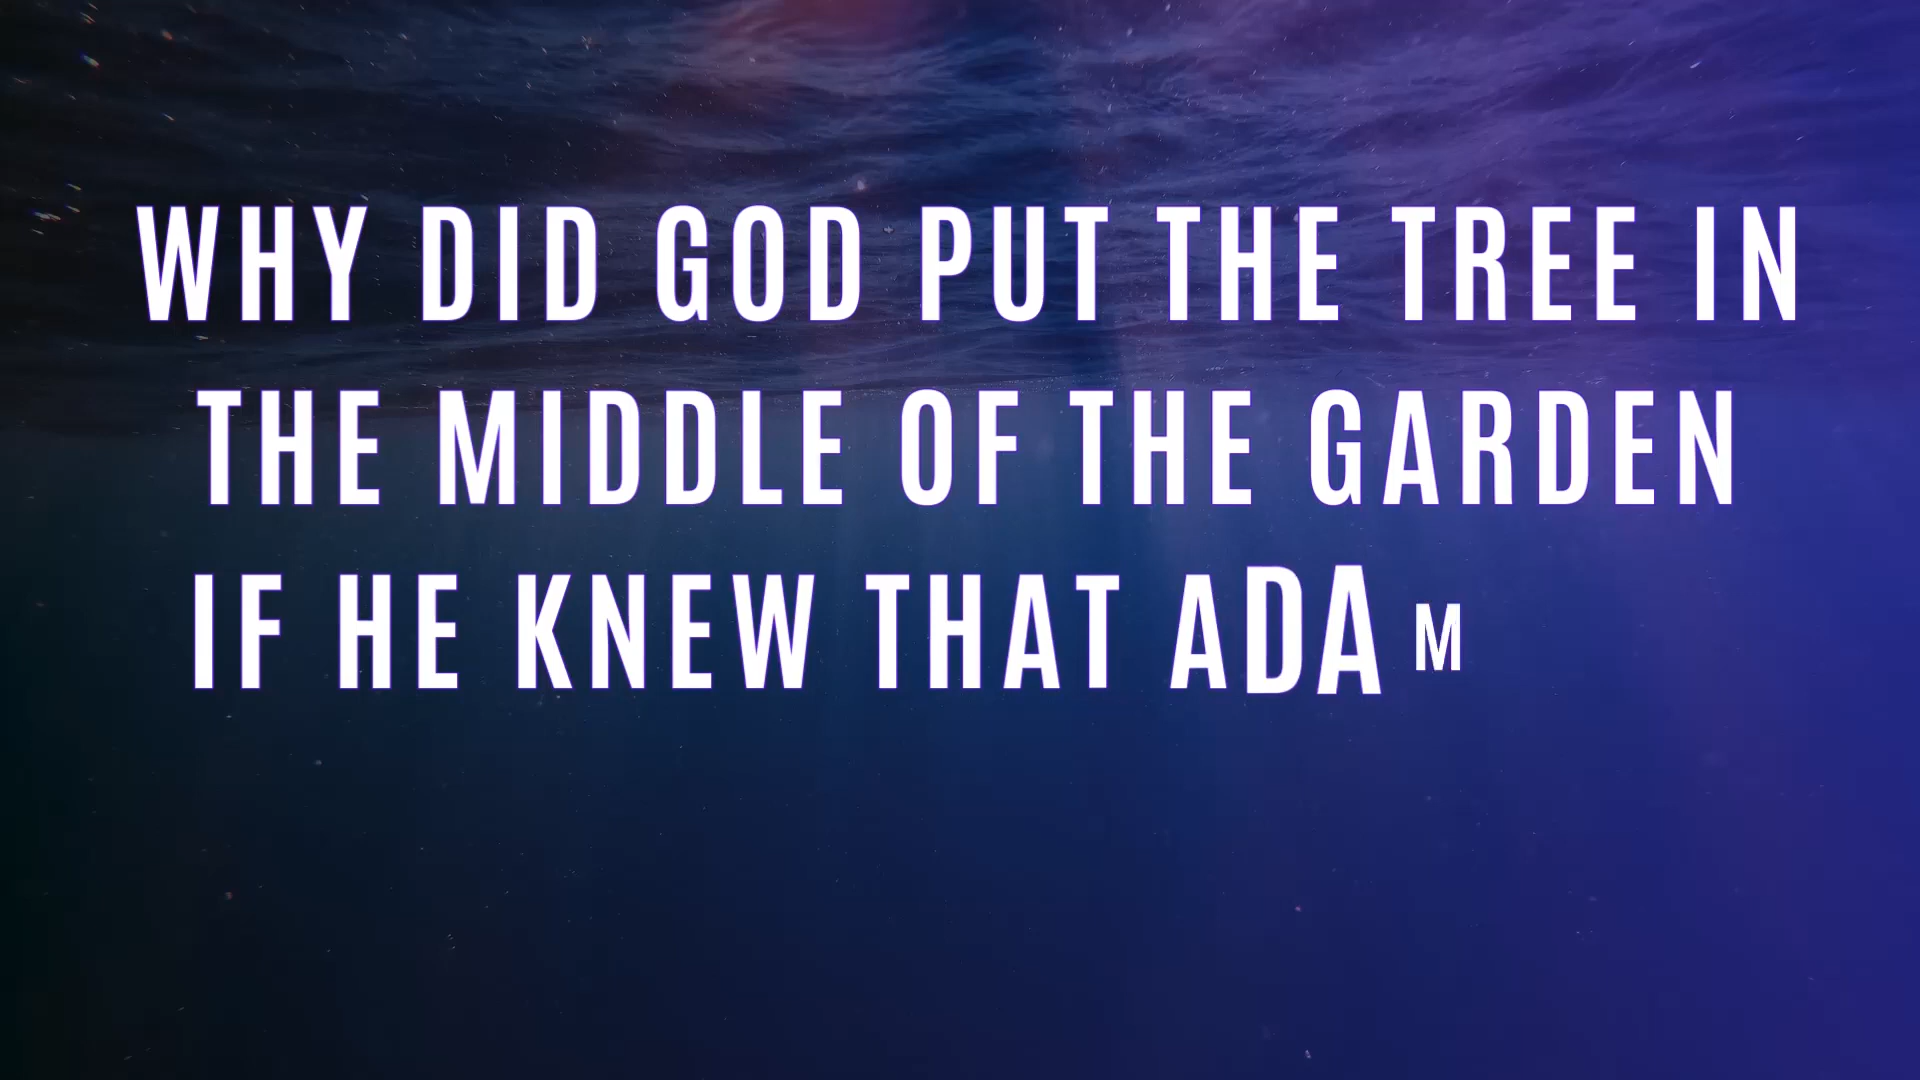 WHY DID GOD PUT THE TREE IN
THE MIDDLE OF THE GARDEN
IF HE KNEW THAT ADAM